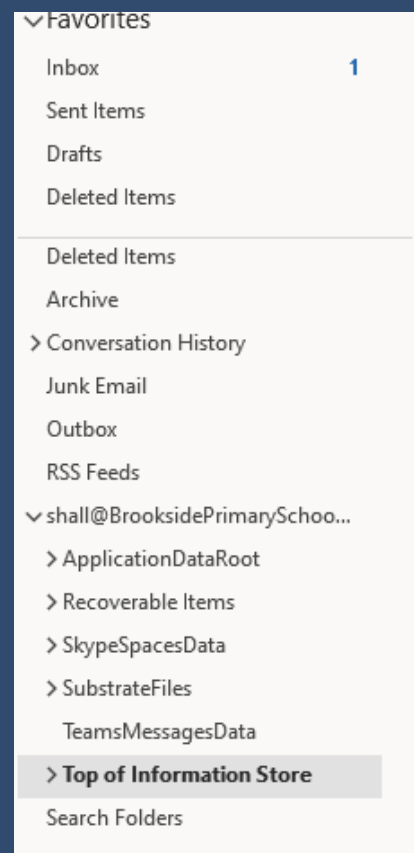 Favorites
Inbox 1
Sent Items
Drafts
Deleted Items
Deleted Items
Archive
Conversation History
Junk Email
Outbox
RSS Feeds
shall@BrooksidePrimarySchoo...
ApplicationDataRoot
Recoverable Items
SkypeSpacesData
SubstrateFiles
TeamsMessagesData
Top of Information Store
Search Folders